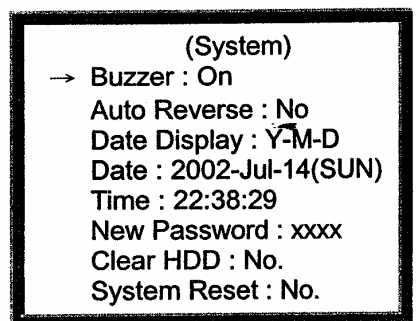 (System)
→ Buzzer : On
Auto Reverse : No
Date Display : Y-M-D
Date : 2002-Jul-14(SUN)
Time : 22:38:29
New Password : xxxx
Clear HDD : No.
System Reset : No.